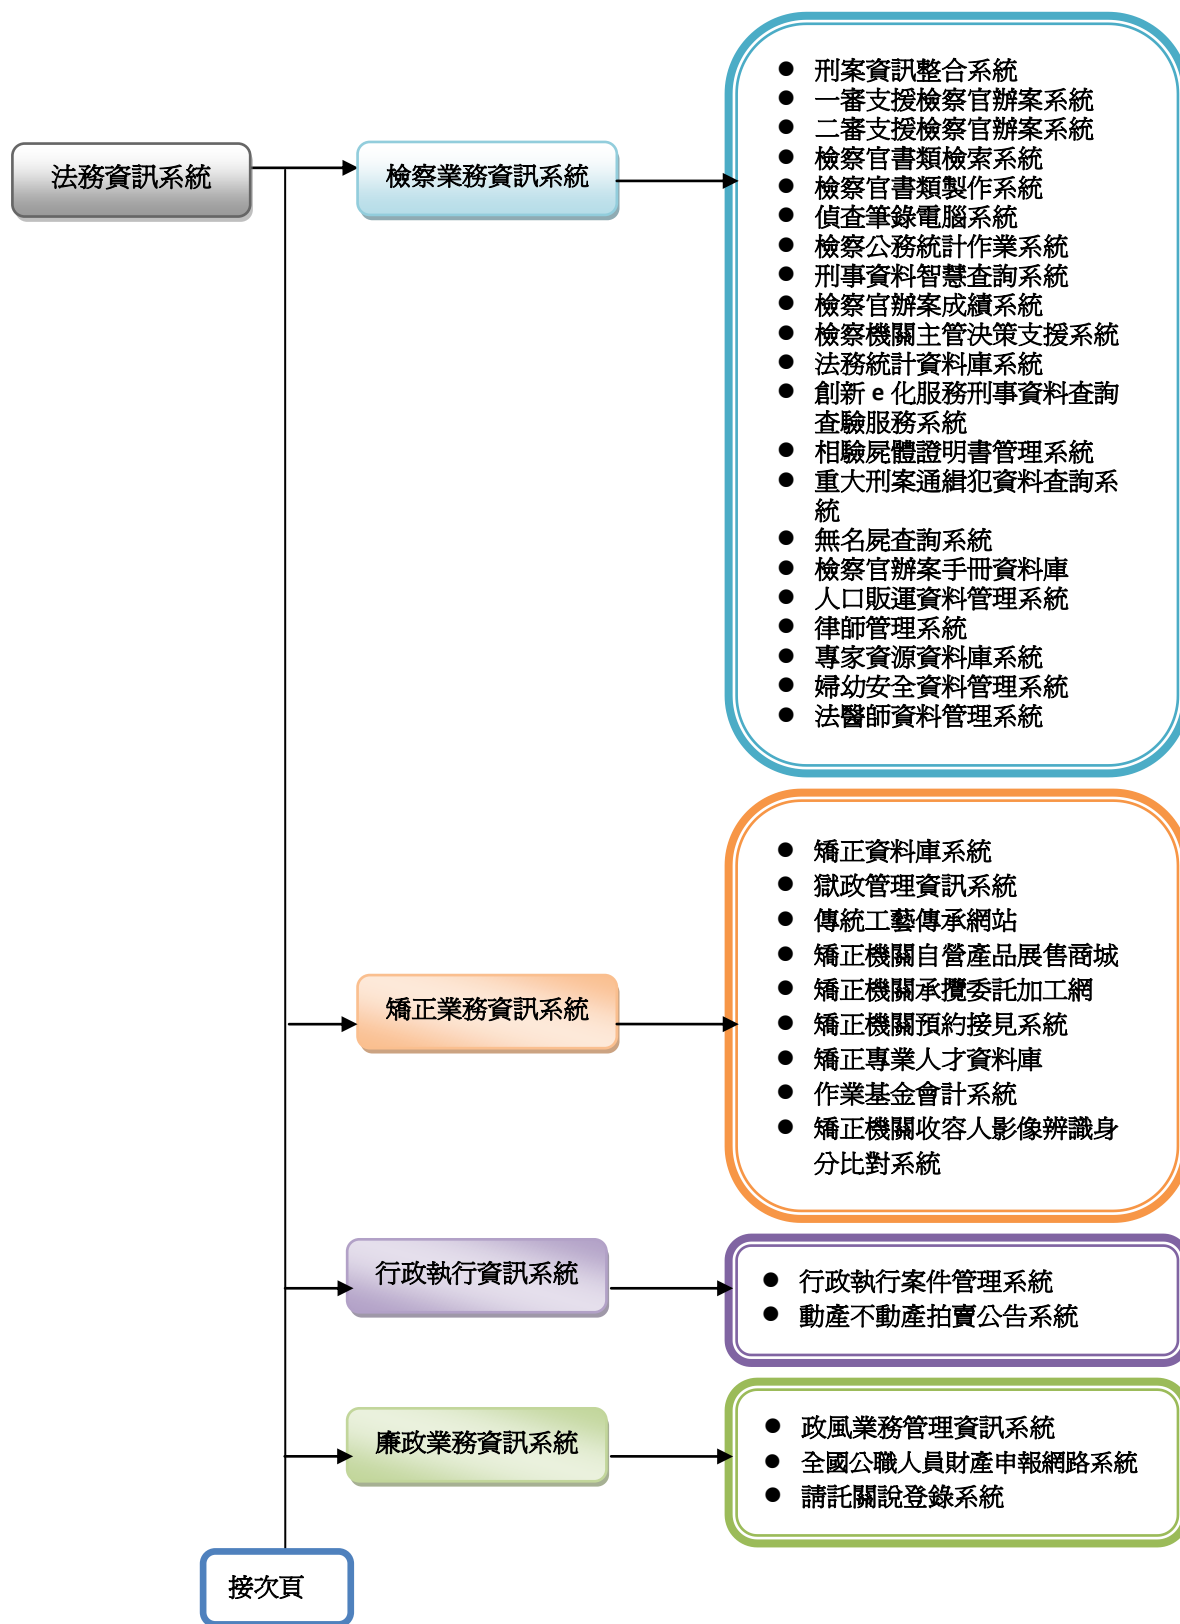 法務資訊系統
檢察業務資訊系統
● 刑案資訊整合系統
● 一審支援檢察官辦案系統
● 二審支援檢察官辦案系統
● 檢察官書類檢索系統
● 檢察官書類製作系統
● 偵查筆錄電腦系統
● 檢察公務統計作業系統
● 刑事資料智慧查詢系統
● 檢察官辦案成績系統
● 檢察機關主管決策支援系統
● 法務統計資料庫系統
● 創新 e 化服務刑事資料查詢
查驗服務系統
● 相驗屍體證明書管理系統
● 重大刑案通緝犯資料查詢系
統
● 無名屍查詢系統
● 檢察官辦案手冊資料庫
● 人口販運資料管理系統
● 律師管理系統
● 專家資源資料庫系統
● 婦幼安全資料管理系統
● 法醫師資料管理系統
矯正業務資訊系統
● 矯正資料庫系統
● 獄政管理資訊系統
● 傳統工藝傳承網站
● 矯正機關自營產品展售商城
● 矯正機關承攬委託加工網
● 矯正機關預約接見系統
● 矯正專業人才資料庫
● 作業基金會計系統
● 矯正機關收容人影像辨識身
分比對系統
行政執行資訊系統
● 行政執行案件管理系統
● 動產不動產拍賣公告系統
廉政業務資訊系統
● 政風業務管理資訊系統
● 全國公職人員財產申報網路系統
● 請託關說登錄系統
接次頁